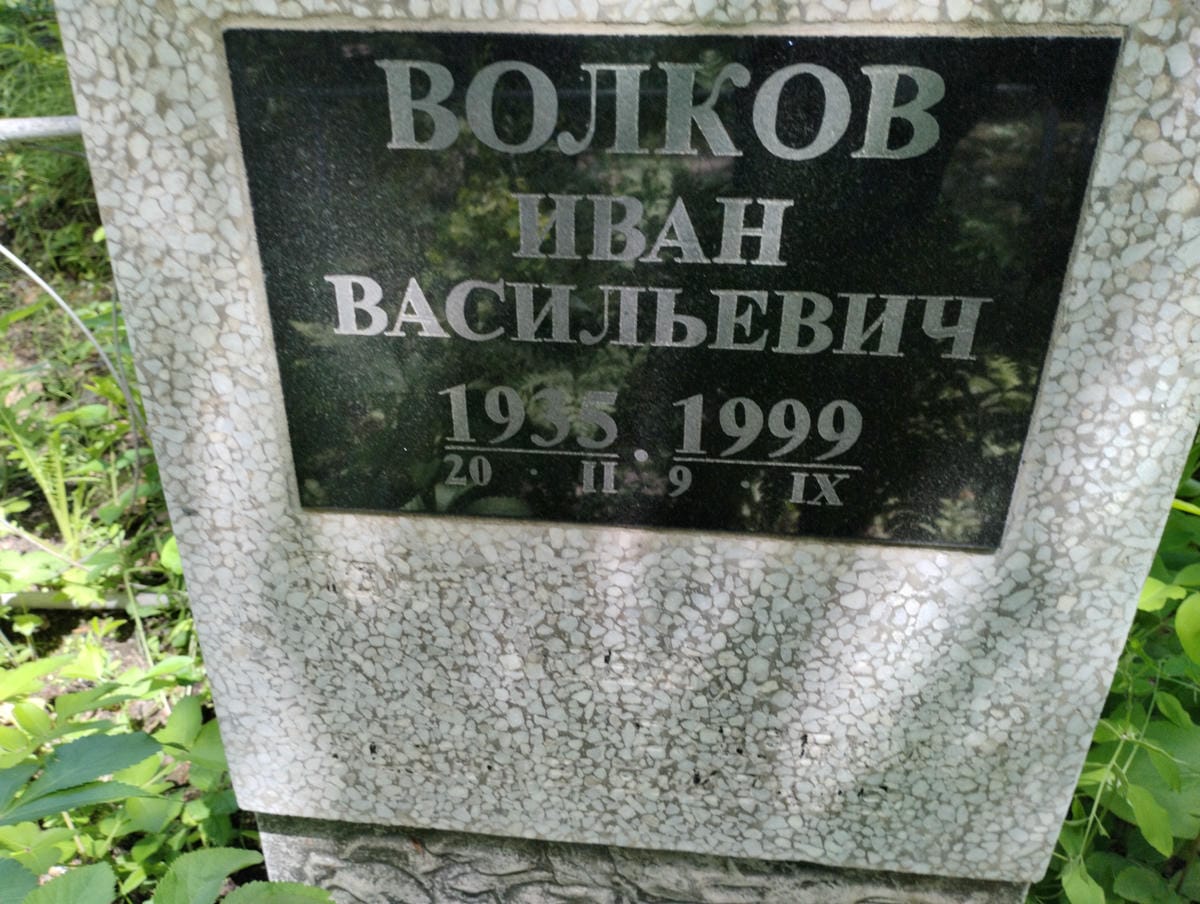 ВОЛКОВ
ИВАН
ВАСИЛЬЕВИЧ
1935 · 1999
20 · II 9 · IX